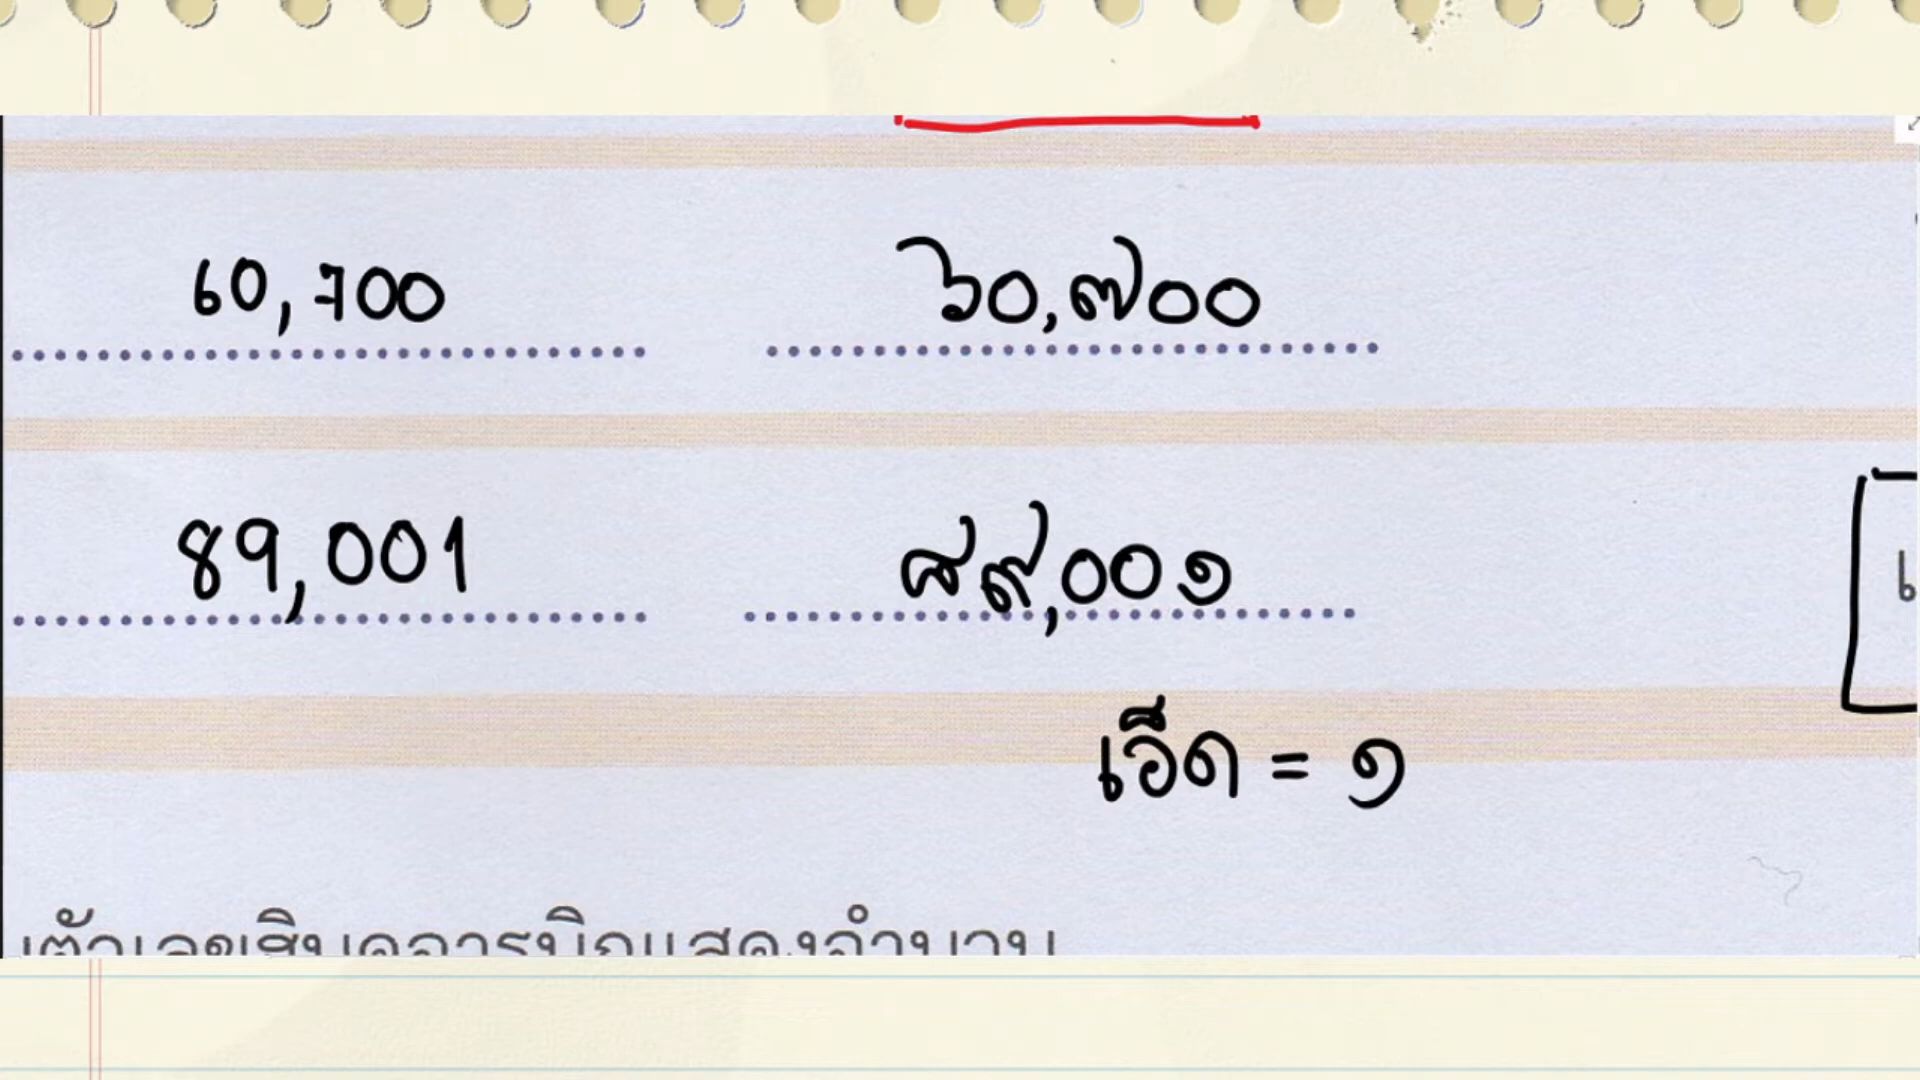 60,700 ๖๐,๗๐๐
89,001 ๘๙,๐๐๑
เอ็ด = ๑